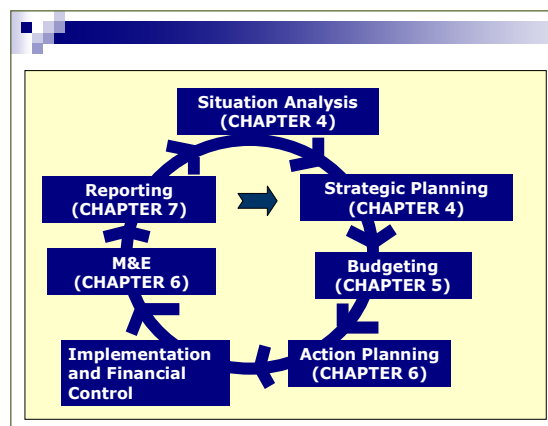 Situation Analysis
(CHAPTER 4)
Strategic Planning
(CHAPTER 4)
Budgeting
(CHAPTER 5)
Action Planning
(CHAPTER 6)
Implementation
and Financial
Control
M&E
(CHAPTER 6)
Reporting
(CHAPTER 7)